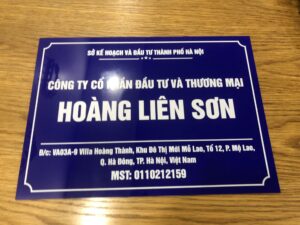 SỞ KẾ HOẠCH VÀ ĐẦU TƯ THÀNH PHỐ HÀ NỘI
CÔNG TY CỔ PHẦN ĐẦU TƯ VÀ THƯƠNG MẠI
HOÀNG LIÊN SƠN
Đ/c: VA03A-9 Villa Hoàng Thành, Khu Đô Thị Mới Mỗ Lao, Tổ 12, P. Mộ Lao,
Q. Hà Đông, TP. Hà Nội, Việt Nam
MST: 0110212159